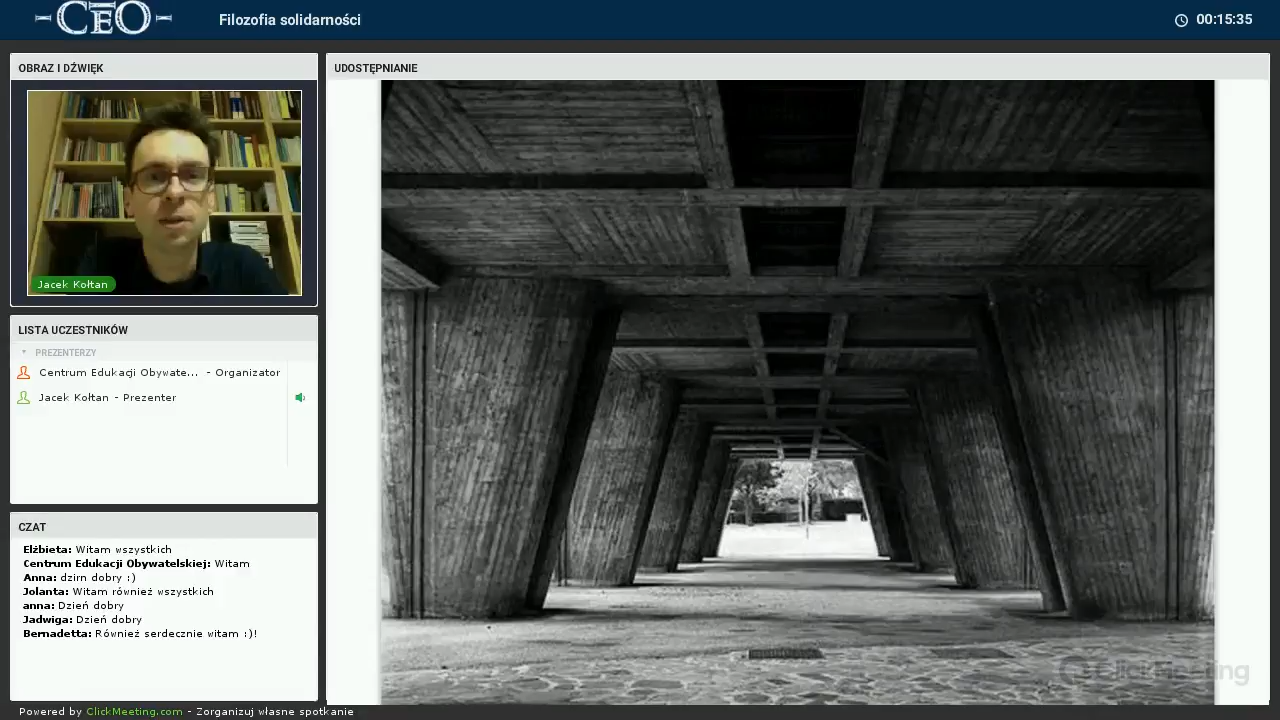 CEO
Filozofia solidarności
00:15:35
OBRAZ I DŹWIĘK
Jacek Kołtan
LISTA UCZESTNIKÓW
PREZENTERZY
Centrum Edukacji Obywate... - Organizator
Jacek Kołtan - Prezenter
CZAT
Elżbieta: Witam wszystkich
Centrum Edukacji Obywatelskiej: Witam
Anna: dzirn dobry :)
Jolanta: Witam również wszystkich
anna: Dzień dobry
Jadwiga: Dzień dobry
Bernadetta: Również serdecznie witam :)!
UDOSTĘPNIANIE
ClickMeeting
Powered by ClickMeeting.com - Zorganizuj własne spotkanie